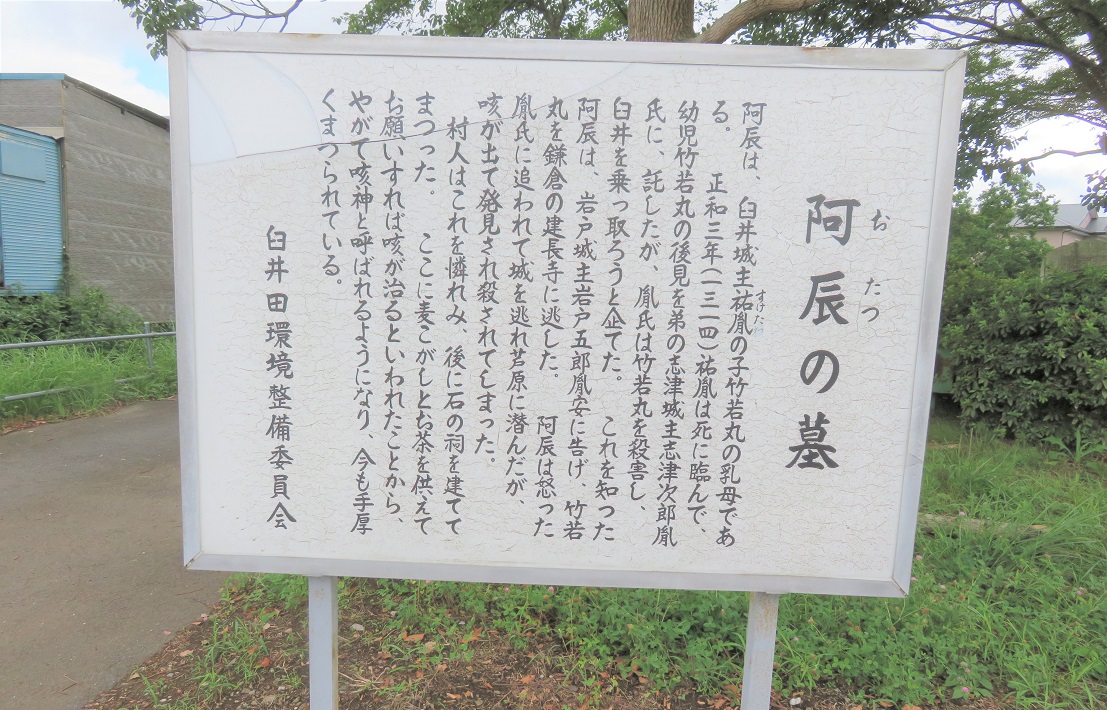 阿辰の墓
おたつ
阿辰は、臼井城主祐胤の子竹若丸の乳母であ
すけたね
る。 正和三年(一三一四)祐胤は死に臨んで、
幼児竹若丸の後見を弟の志津城主志津次郎胤
氏に、託したが、胤氏は竹若丸を殺害し、
臼井を乗っ取ろうと企てた。 これを知った
阿辰は、岩戸城主岩戸五郎胤安に告げ、竹若
丸を鎌倉の建長寺に逃した。 阿辰は怒った
胤氏に追われて城を逃れ芦原に潜んだが、
咳が出て発見され殺されてしまった。
村人はこれを憐れみ、後に石の祠を建てて
まつった。 ここに麦こがしとお茶を供えて
お願いすれば咳が治るといわれたことから、
やがて咳神と呼ばれるようになり、今も手厚
くまつられている。
臼井田環境整備委員会